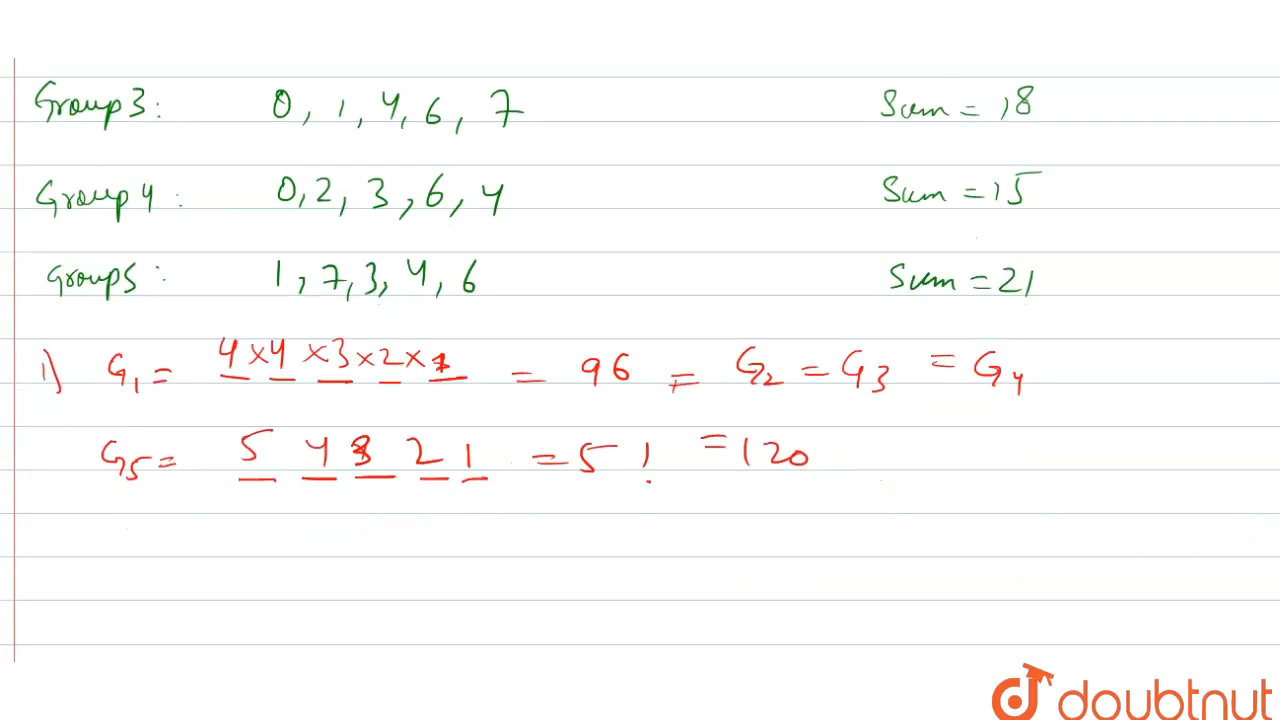 Group 3: 0, 1, 4, 6, 7 Sum = 18
Group 4: 0, 2, 3, 6, 4 Sum = 15
Group 5: 1, 7, 3, 4, 6 Sum = 21
1) G₁ = 4 × 4 × 3 × 2 × 1 = 96 = G₂ = G₃ = G₄
G₅ = 5 4 3 2 1 = 5! = 120
doubtnut